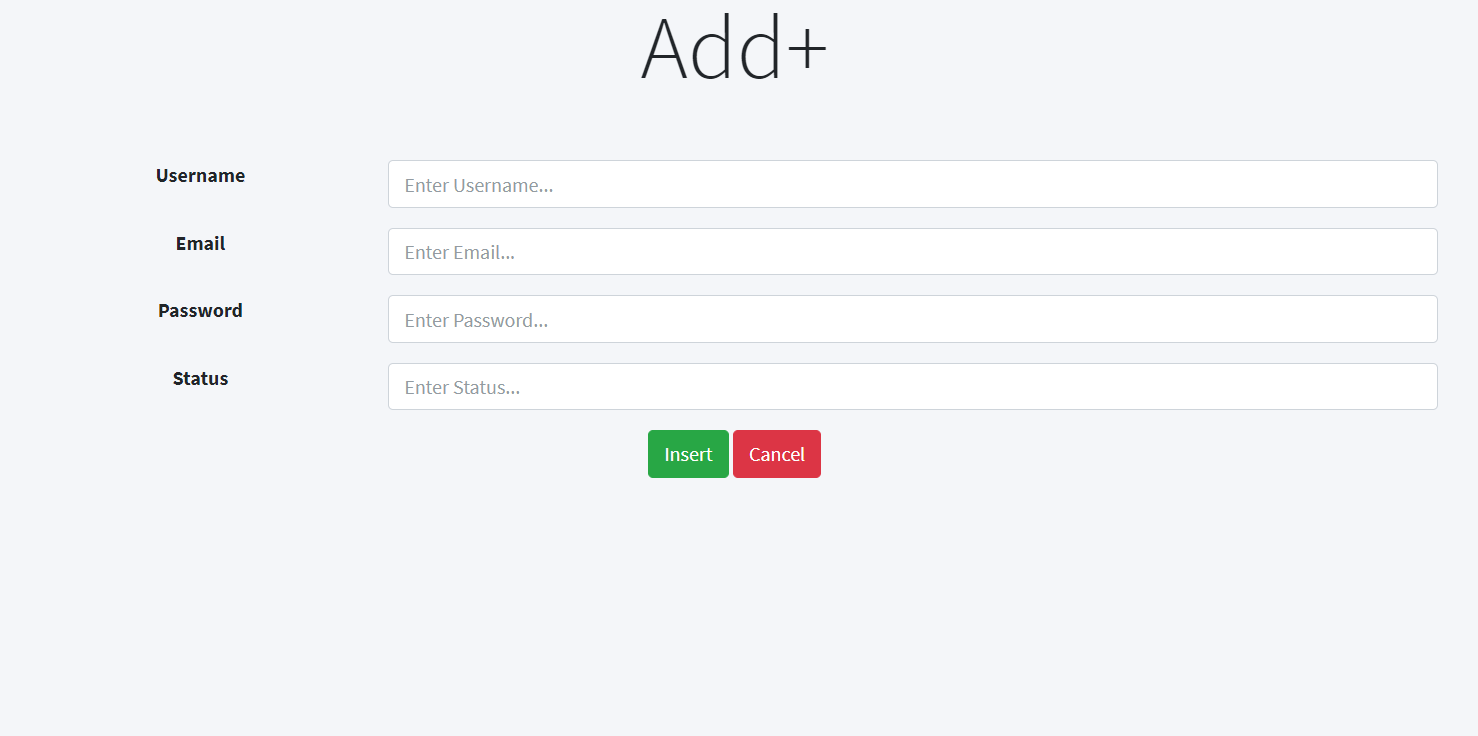 Add+
Username
Enter Username...
Email
Enter Email...
Password
Enter Password...
Status
Enter Status...
Insert Cancel